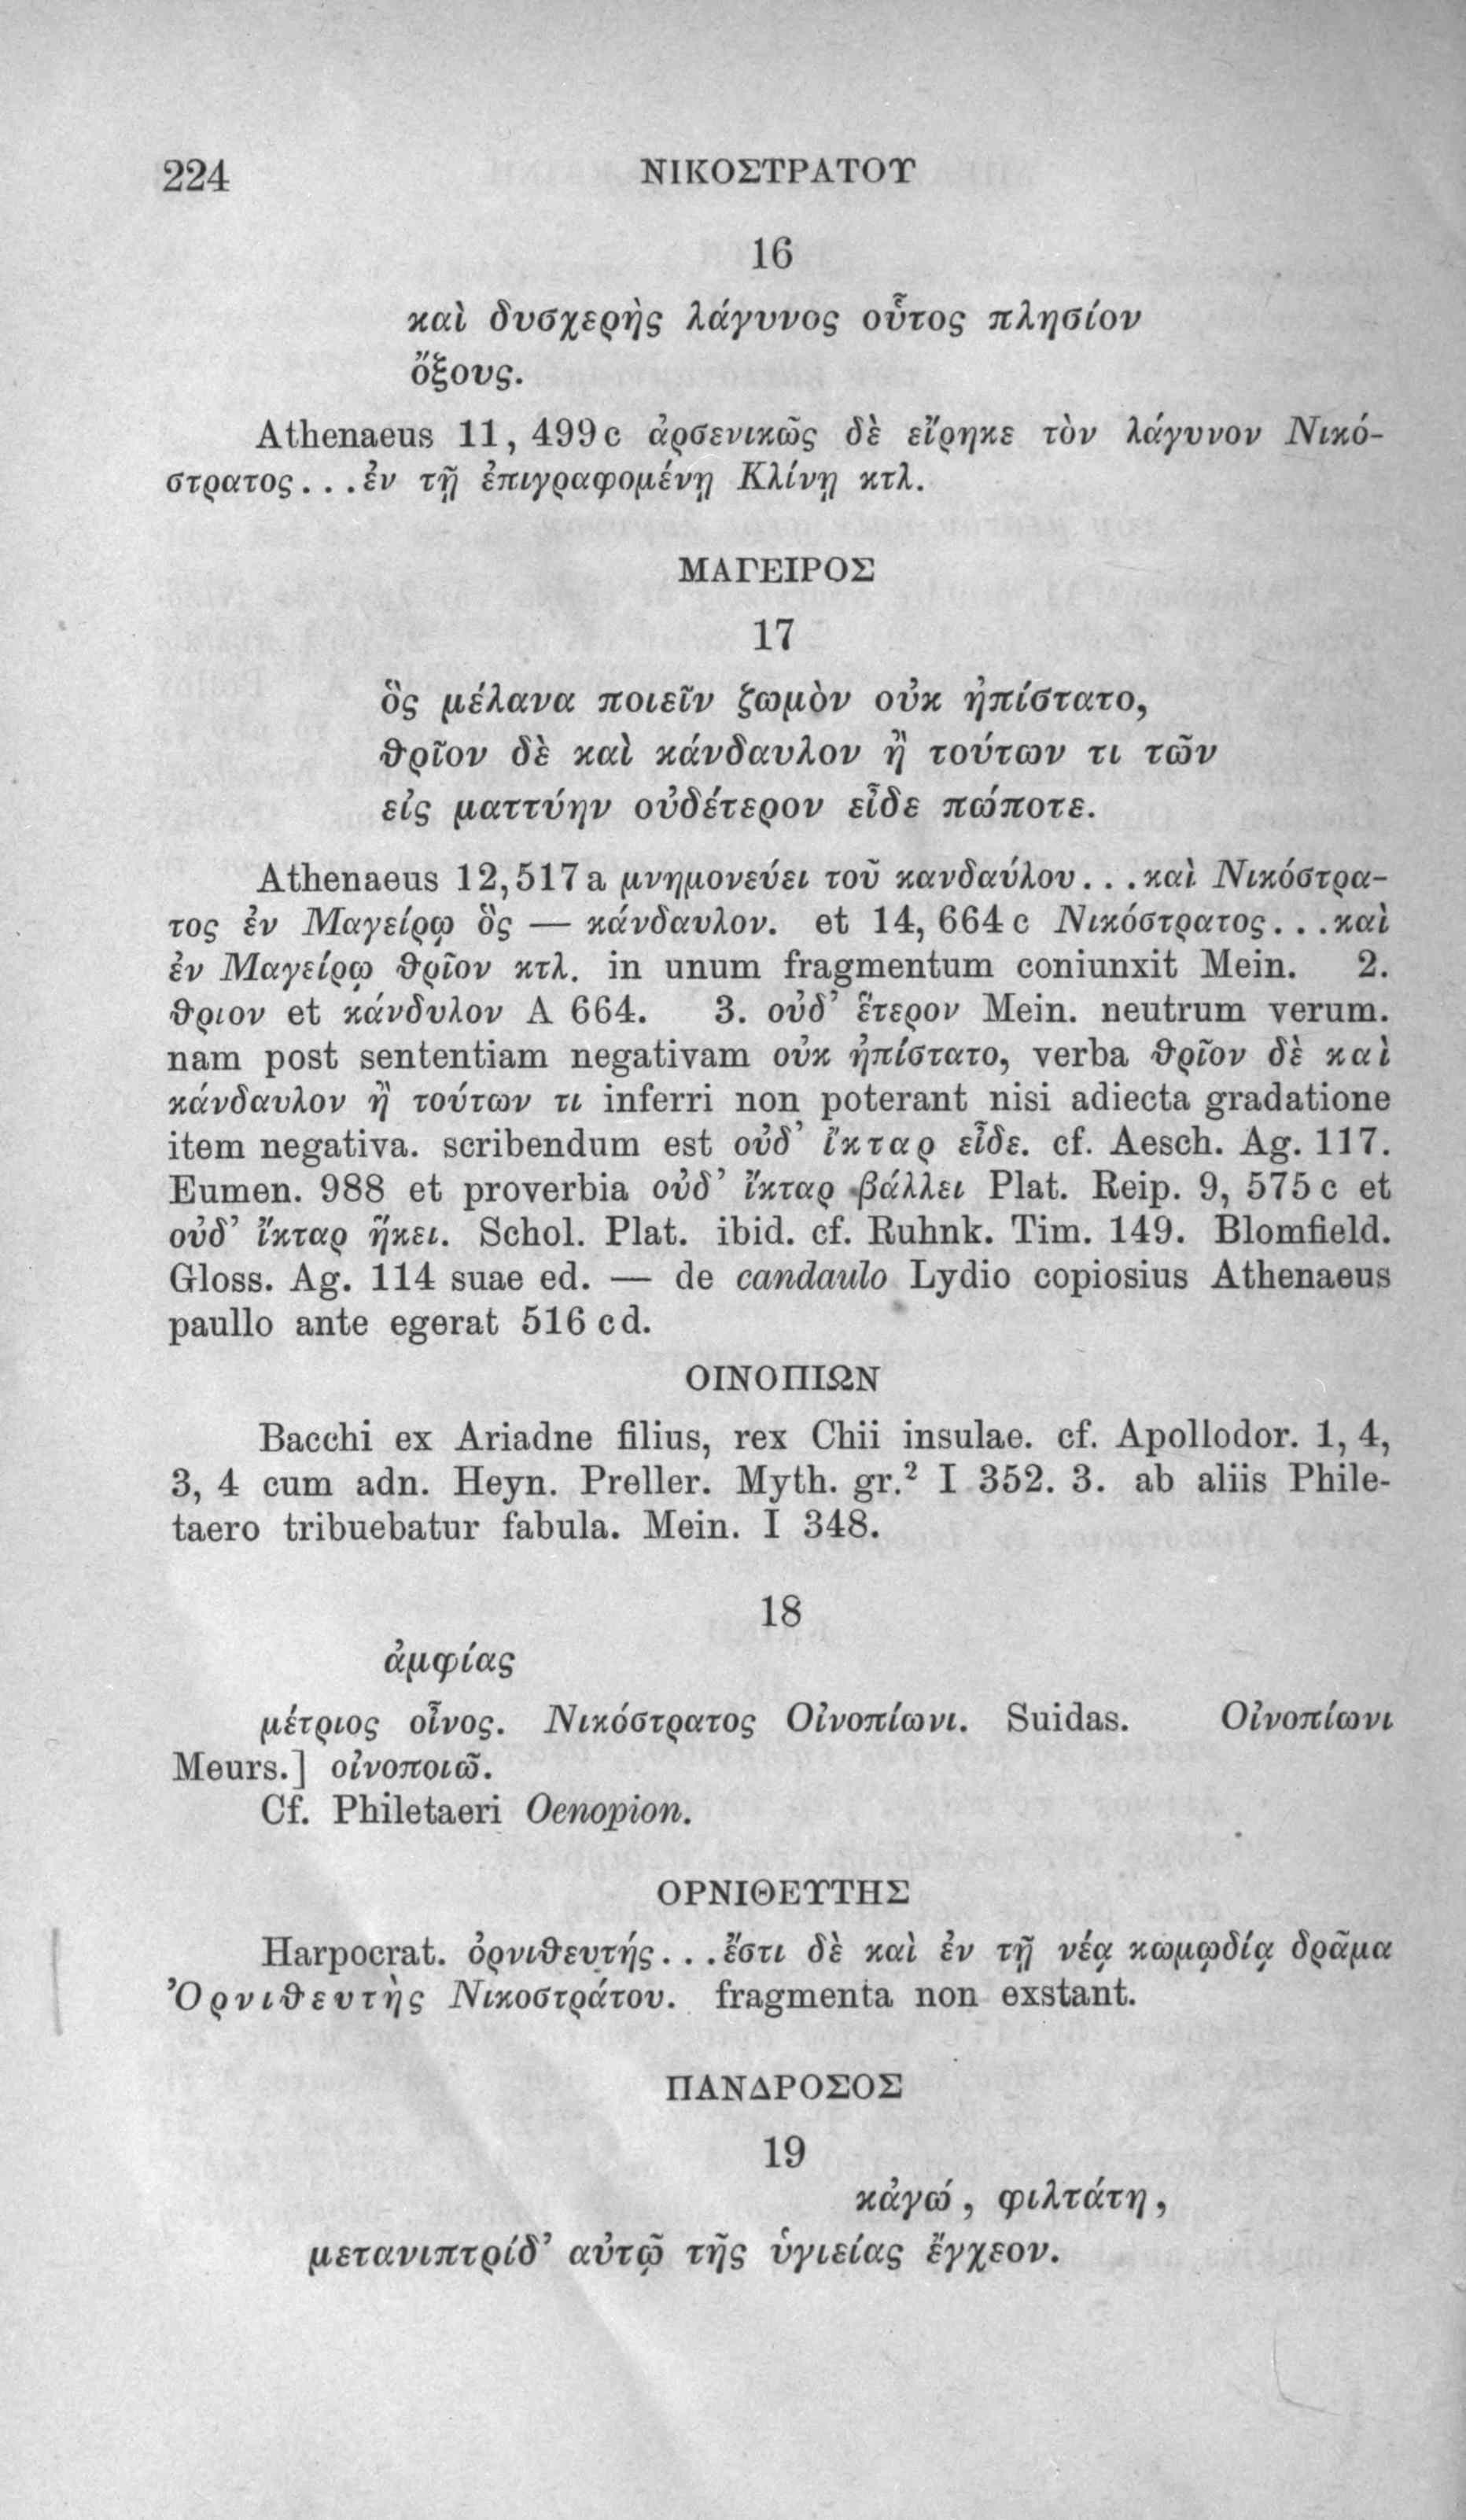 224 ΝΙΚΟΣΤΡΑΤΟΥ
16
καὶ δυσχερὴς λάγυνος οὗτος πλησίον
ὄξους.
Athenaeus 11, 499c ἀρσενικῶς δὲ εἴρηκε τὸν λάγυνον Νικό-
στρατος...ἐν τῇ ἐπιγραφομένῃ Κλίνῃ κτλ.
ΜΑΓΕΙΡΟΣ
17
ὃς μέλανα ποιεῖν ζωμὸν οὐκ ἠπίστατο,
θρῖον δὲ καὶ κάνδαυλον ἢ τούτων τι τῶν
εἰς ματτύην οὐδέτερον εἶδε πώποτε.
Athenaeus 12,517a μνημονεύει τοῦ κανδαύλου...καὶ Νικόστρα-
τος ἐν Μαγείρῳ ὃς — κάνδαυλον. et 14, 664c Νικόστρατος...καὶ
ἐν Μαγείρῳ θρῖον κτλ. in unum fragmentum coniunxit Mein. 2.
θριον et κάνδυλον A 664. 3. οὐδ’ ἕτερον Mein. neutrum verum.
nam post sententiam negativam οὐκ ἠπίστατο, verba θρῖον δὲ καὶ
κάνδαυλον ἢ τούτων τι inferri non poterant nisi adiecta gradatione
item negativa. scribendum est οὐδ’ ἴκταρ εἶδε. cf. Aesch. Ag. 117.
Eumen. 988 et proverbia οὐδ’ ἴκταρ βάλλει Plat. Reip. 9, 575c et
οὐδ’ ἴκταρ ἥκει. Schol. Plat. ibid. cf. Ruhnk. Tim. 149. Blomfield.
Gloss. Ag. 114 suae ed. — de candaulo Lydio copiosius Athenaeus
paullo ante egerat 516cd.
ΟΙΝΟΠΙΩΝ
Bacchi ex Ariadne filius, rex Chii insulae. cf. Apollodor. 1, 4,
3, 4 cum adn. Heyn. Preller. Myth. gr.² I 352. 3. ab aliis Phile-
taero tribuebatur fabula. Mein. I 348.
18
ἀμφίας
μέτριος οἶνος. Νικόστρατος Οἰνοπίωνι. Suidas. Οἰνοπίωνι
Meurs.] οἰνοποιῶ.
Cf. Philetaeri Oenopion.
ΟΡΝΙΘΕΥΤΗΣ
Harpocrat. ὀρνιθευτής...ἔστι δὲ καὶ ἐν τῇ νέᾳ κωμῳδίᾳ δρᾶμα
Ὀρνιθευτὴς Νικοστράτου. fragmenta non exstant.
ΠΑΝΔΡΟΣΟΣ
19
κἀγώ, φιλτάτη,
μετανιπτρίδ’ αὐτῷ τῆς ὑγιείας ἔγχεον.